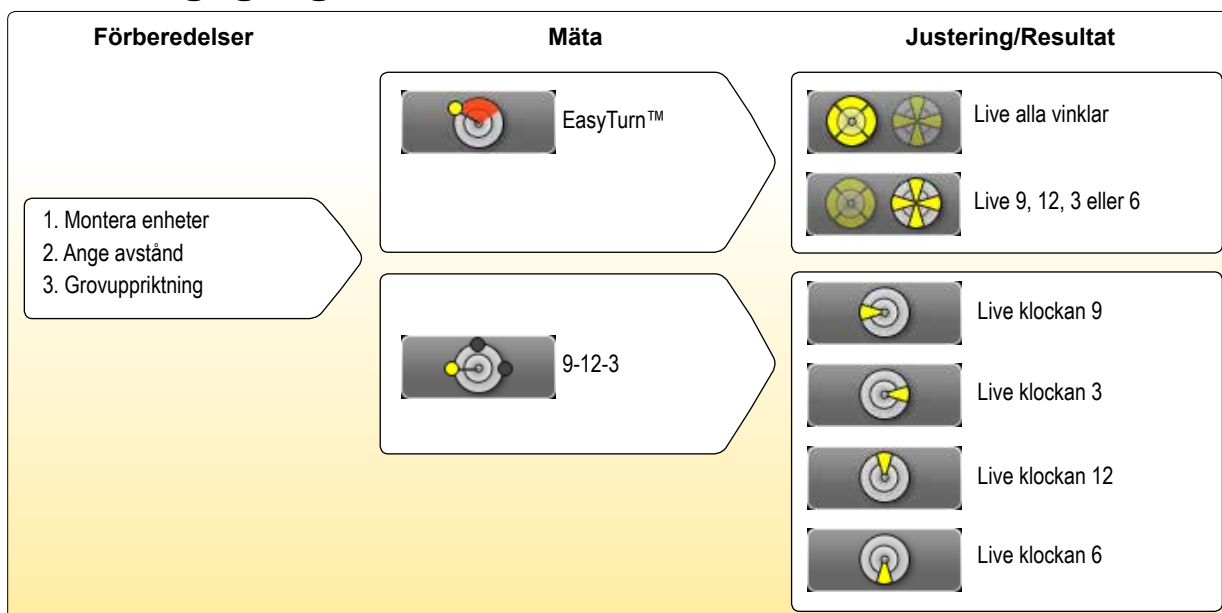 Förberedelser
Mäta
Justering/Resultat
1. Montera enheter
2. Ange avstånd
3. Grovuppriktning
EasyTurn™
9-12-3
Live alla vinklar
Live 9, 12, 3 eller 6
Live klockan 9
Live klockan 3
Live klockan 12
Live klockan 6